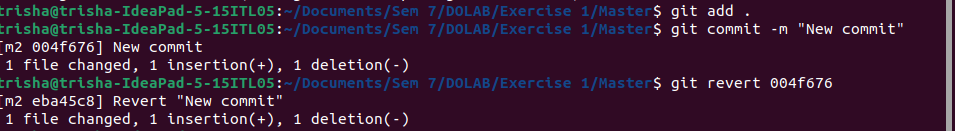 trisha@trisha-IdeaPad-5-15ITL05:~/Documents/Sem 7/DOLAB/Exercise 1/Master$ git add .
trisha@trisha-IdeaPad-5-15ITL05:~/Documents/Sem 7/DOLAB/Exercise 1/Master$ git commit -m "New commit"
[m2 004f676] New commit
 1 file changed, 1 insertion(+), 1 deletion(-)
trisha@trisha-IdeaPad-5-15ITL05:~/Documents/Sem 7/DOLAB/Exercise 1/Master$ git revert 004f676
[m2 eba45c8] Revert "New commit"
 1 file changed, 1 insertion(+), 1 deletion(-)